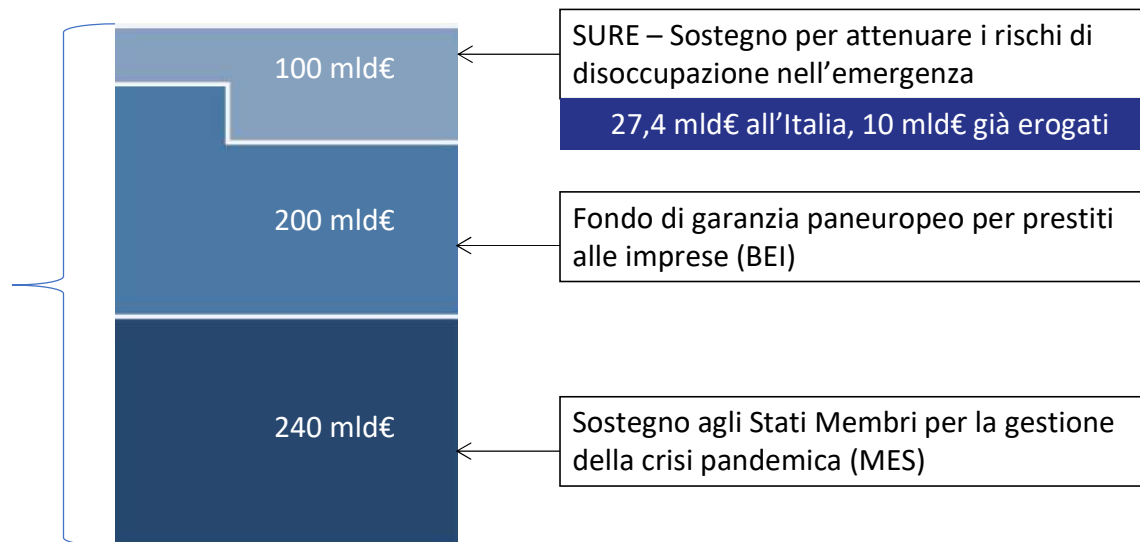 100 mld€
SURE – Sostegno per attenuare i rischi di
disoccupazione nell’emergenza
27,4 mld€ all’Italia, 10 mld€ già erogati
200 mld€
Fondo di garanzia paneuropeo per prestiti
alle imprese (BEI)
240 mld€
Sostegno agli Stati Membri per la gestione
della crisi pandemica (MES)